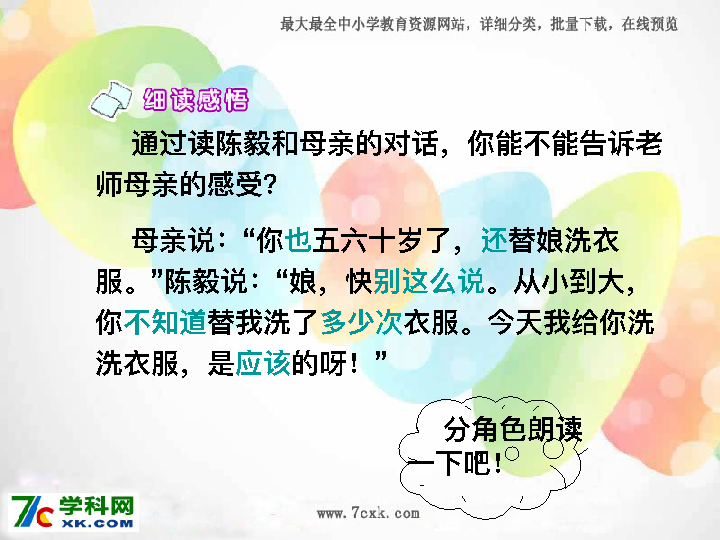 最大最全中小学教育资源网站，详细分类，批量下载，在线预览
细读感悟
通过读陈毅和母亲的对话，你能不能告诉老
师母亲的感受？
母亲说：“你也五六十岁了，还替娘洗衣
服。”陈毅说：“娘，快别这么说。从小到大，
你不知道替我洗了多少次衣服。今天我给你洗
洗衣服，是应该的呀！”
分角色朗读
一下吧！
7C学科网
XK.COM
www.7cxk.com